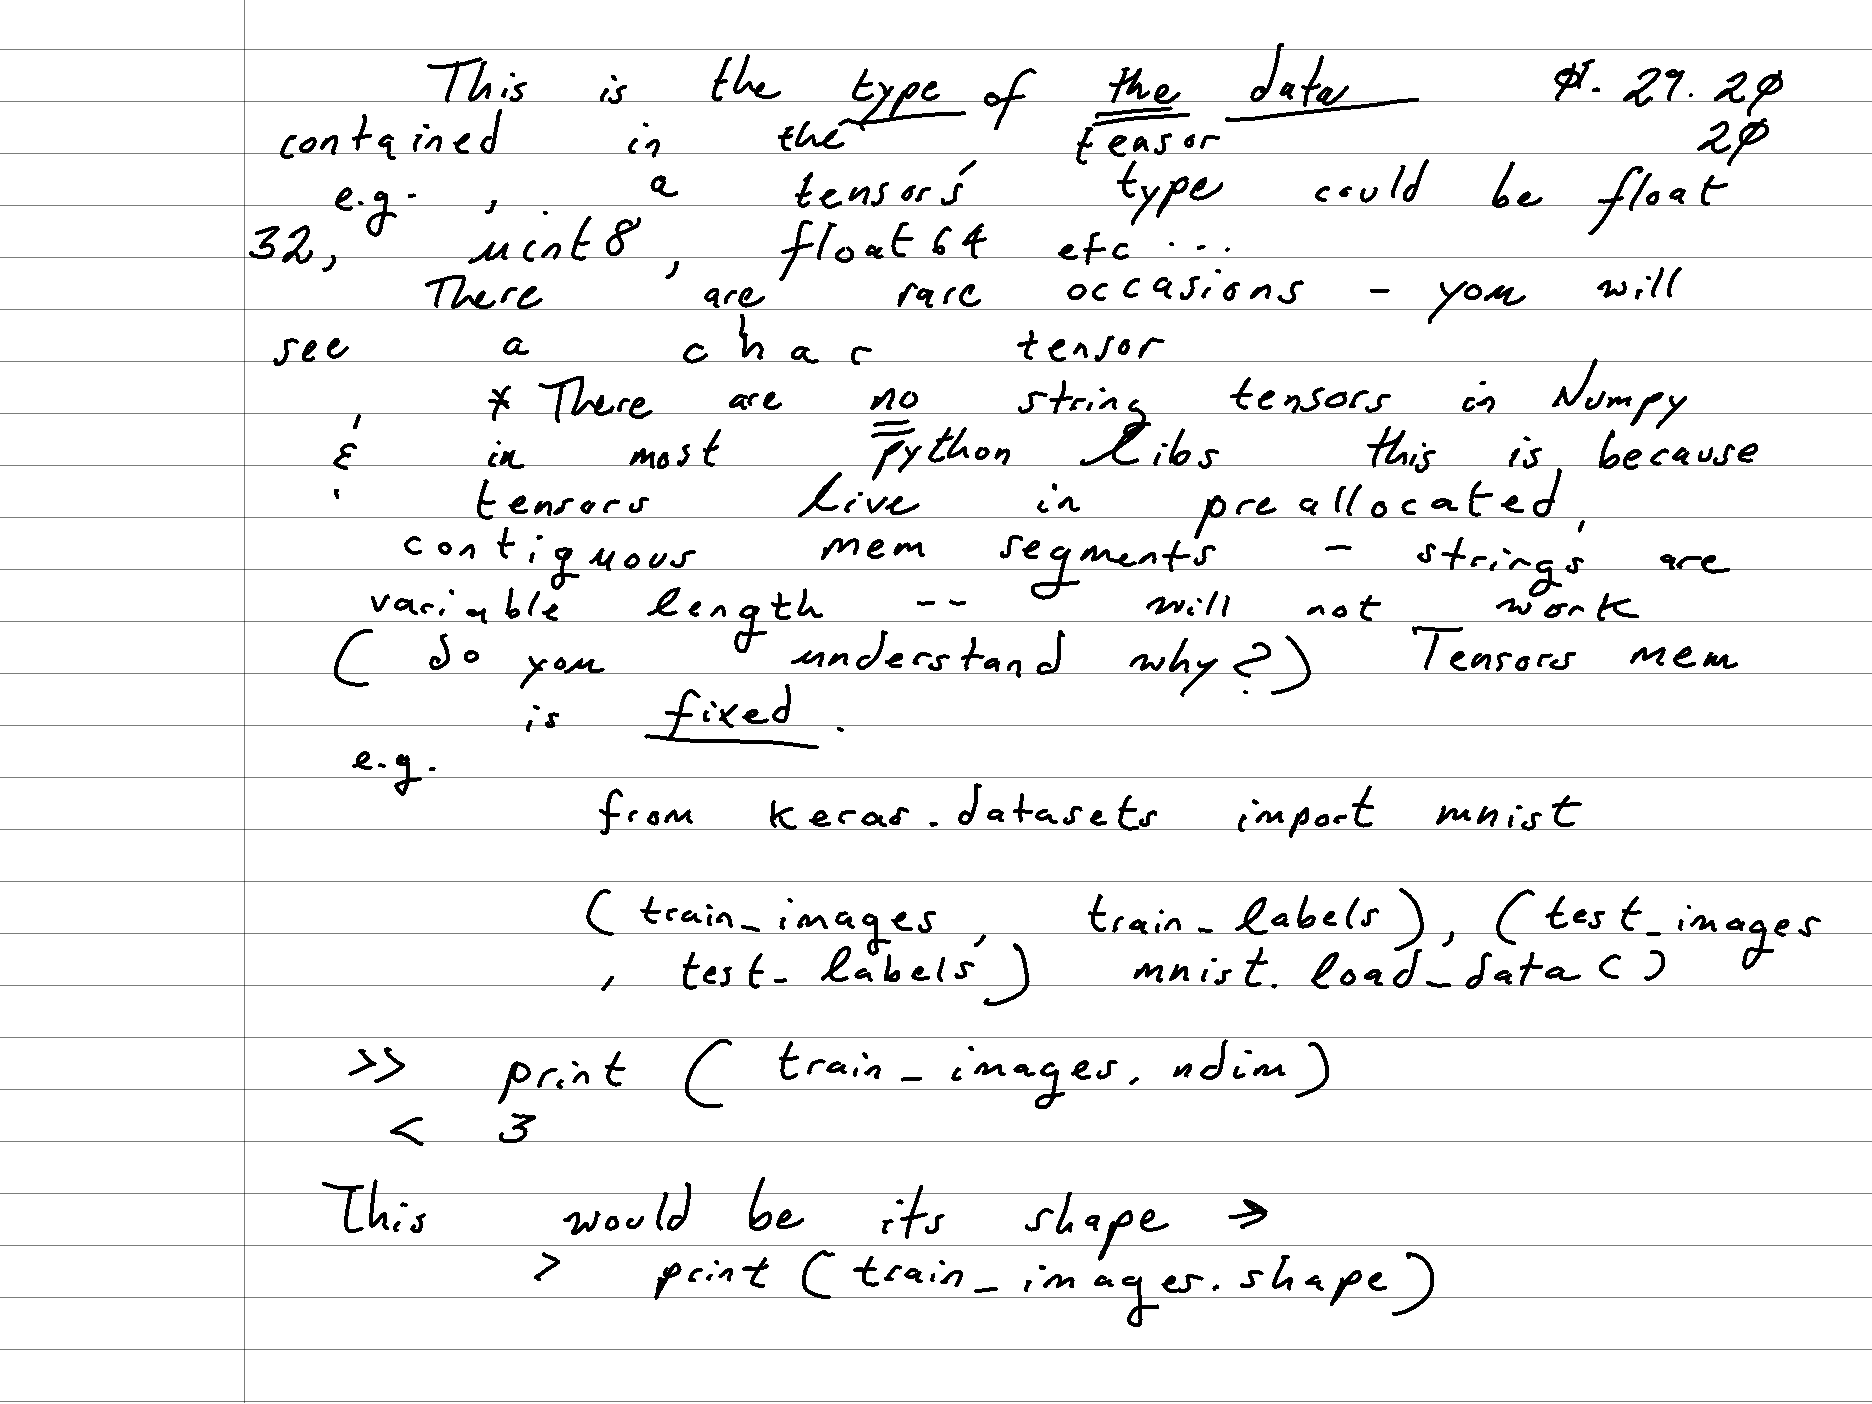 This is the type of the data 01.29.20
contained in the tensor 20
e.g., a tensor's type could be float
32, uint8, float64 etc...
There are rare occasions - you will
see a char tensor
* There are no string tensors in Numpy
& in most python libs this is because
tensors live in preallocated,
contiguous mem segments - strings are
variable length -- will not work
(do you understand why?) Tensors mem
is fixed.
e.g.
from keras.datasets import mnist
(train_images, train_labels), (test_images
, test_labels) mnist.load_data()
>> print (train_images.ndim)
< 3
This would be its shape →
> print (train_images.shape)